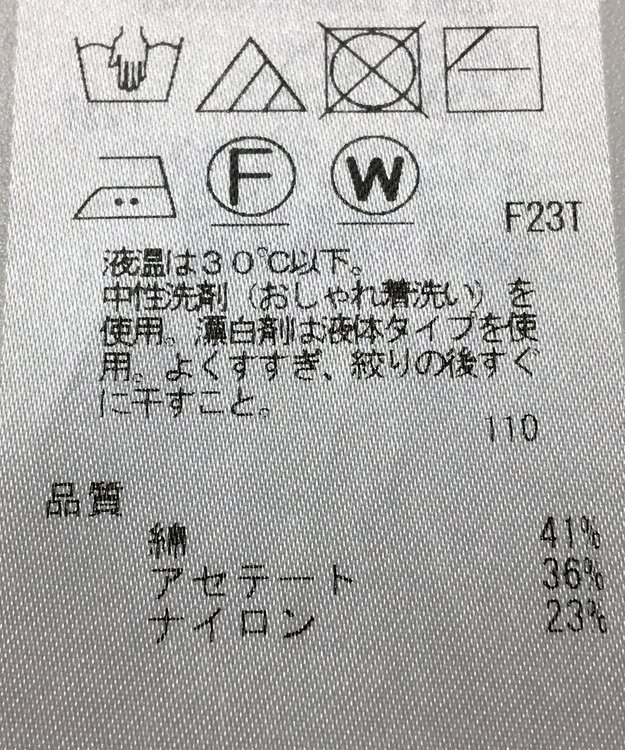 F
W
F23T
液温は30℃以下。
中性洗剤(おしゃれ着洗い)を
使用。漂白剤は液体タイプを使
用。よくすすぎ、絞りの後すぐ
に干すこと。
110
品質
綿 41%
アセテート 36%
ナイロン 23%